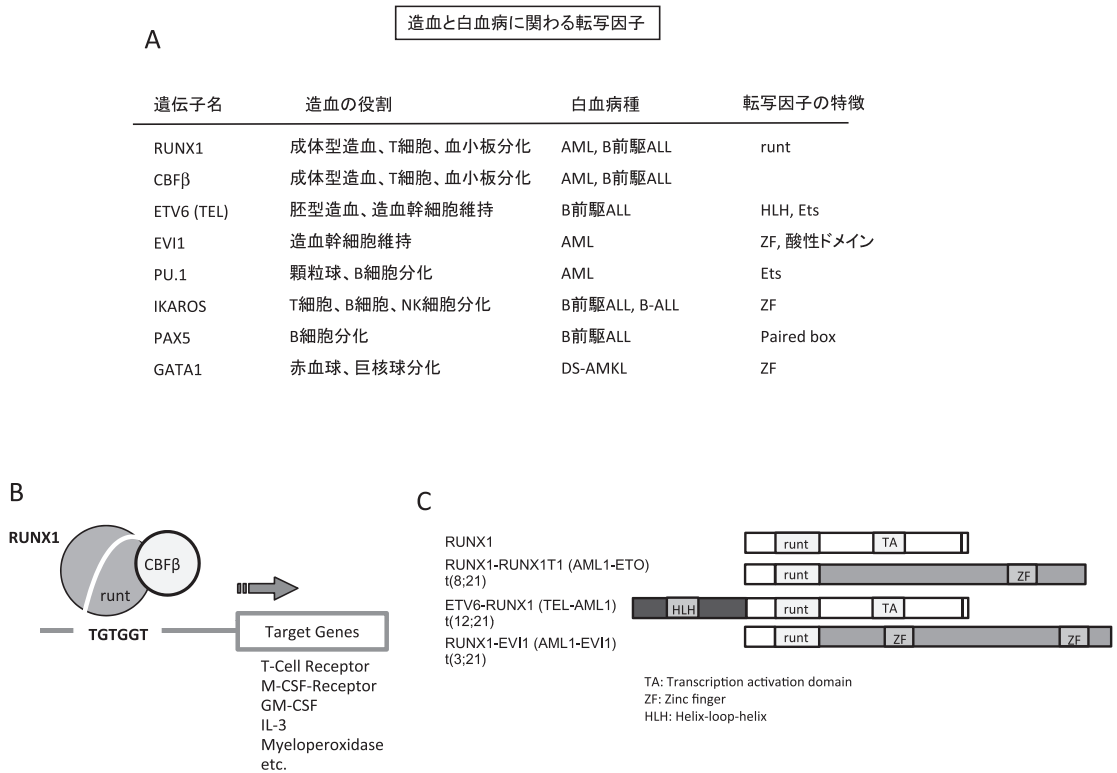 造血と白血病に関わる転写因子
A
遺伝子名 造血の役割 白血病種 転写因子の特徴
RUNX1 成体型造血、T細胞、血小板分化 AML, B前駆ALL runt
CBFβ 成体型造血、T細胞、血小板分化 AML, B前駆ALL
ETV6 (TEL) 胚型造血、造血幹細胞維持 B前駆ALL HLH, Ets
EVI1 造血幹細胞維持 AML ZF, 酸性ドメイン
PU.1 顆粒球、B細胞分化 AML Ets
IKAROS T細胞、B細胞、NK細胞分化 B前駆ALL, B-ALL ZF
PAX5 B細胞分化 B前駆ALL Paired box
GATA1 赤血球、巨核球分化 DS-AMKL ZF
B
RUNX1
CBFβ
runt
TGTGGT
Target Genes
T-Cell Receptor
M-CSF-Receptor
GM-CSF
IL-3
Myeloperoxidase
etc.
C
RUNX1 runt TA
RUNX1-RUNX1T1 (AML1-ETO)
t(8;21) runt ZF
ETV6-RUNX1 (TEL-AML1) HLH runt TA
t(12;21)
RUNX1-EVI1 (AML1-EVI1) runt ZF ZF
t(3;21)
TA: Transcription activation domain
ZF: Zinc finger
HLH: Helix-loop-helix